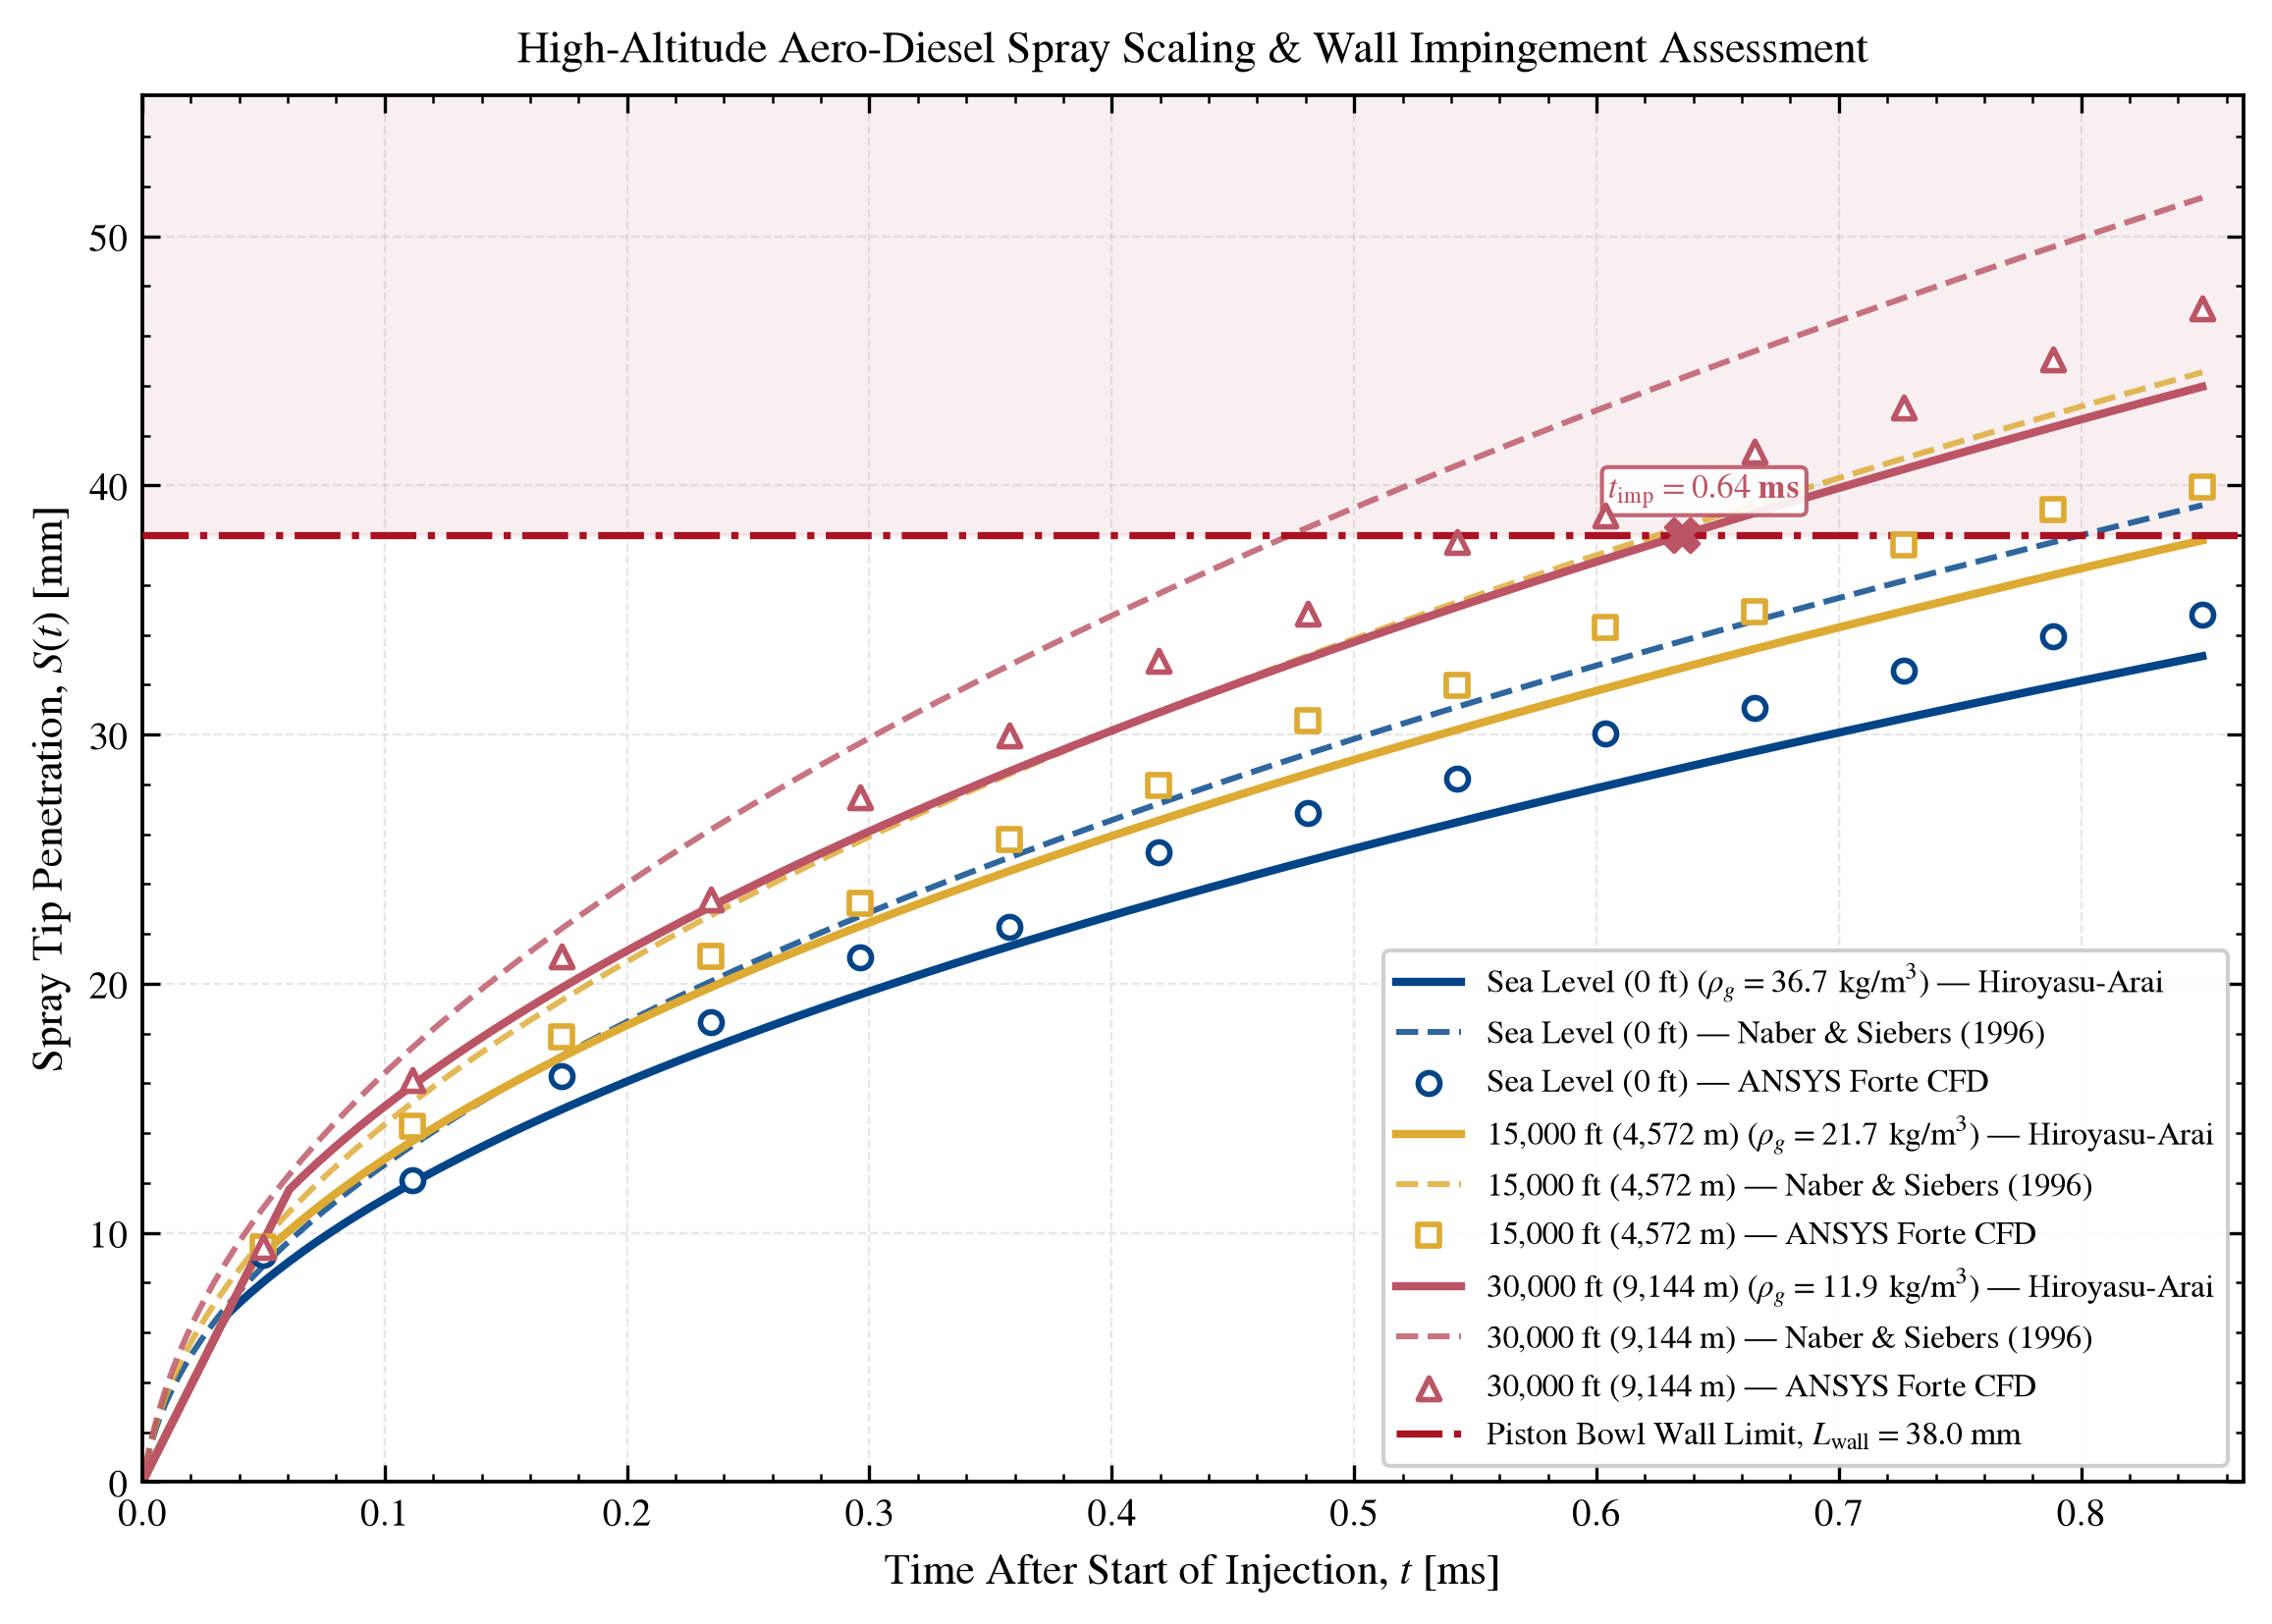 High-Altitude Aero-Diesel Spray Scaling & Wall Impingement Assessment
Spray Tip Penetration, S(t) [mm]
50
40
30
20
10
0
t_imp = 0.64 ms
Sea Level (0 ft) (ρ_g = 36.7 kg/m³) — Hiroyasu-Arai
Sea Level (0 ft) — Naber & Siebers (1996)
Sea Level (0 ft) — ANSYS Forte CFD
15,000 ft (4,572 m) (ρ_g = 21.7 kg/m³) — Hiroyasu-Arai
15,000 ft (4,572 m) — Naber & Siebers (1996)
15,000 ft (4,572 m) — ANSYS Forte CFD
30,000 ft (9,144 m) (ρ_g = 11.9 kg/m³) — Hiroyasu-Arai
30,000 ft (9,144 m) — Naber & Siebers (1996)
30,000 ft (9,144 m) — ANSYS Forte CFD
Piston Bowl Wall Limit, L_wall = 38.0 mm
0.0 0.1 0.2 0.3 0.4 0.5 0.6 0.7 0.8
Time After Start of Injection, t [ms]